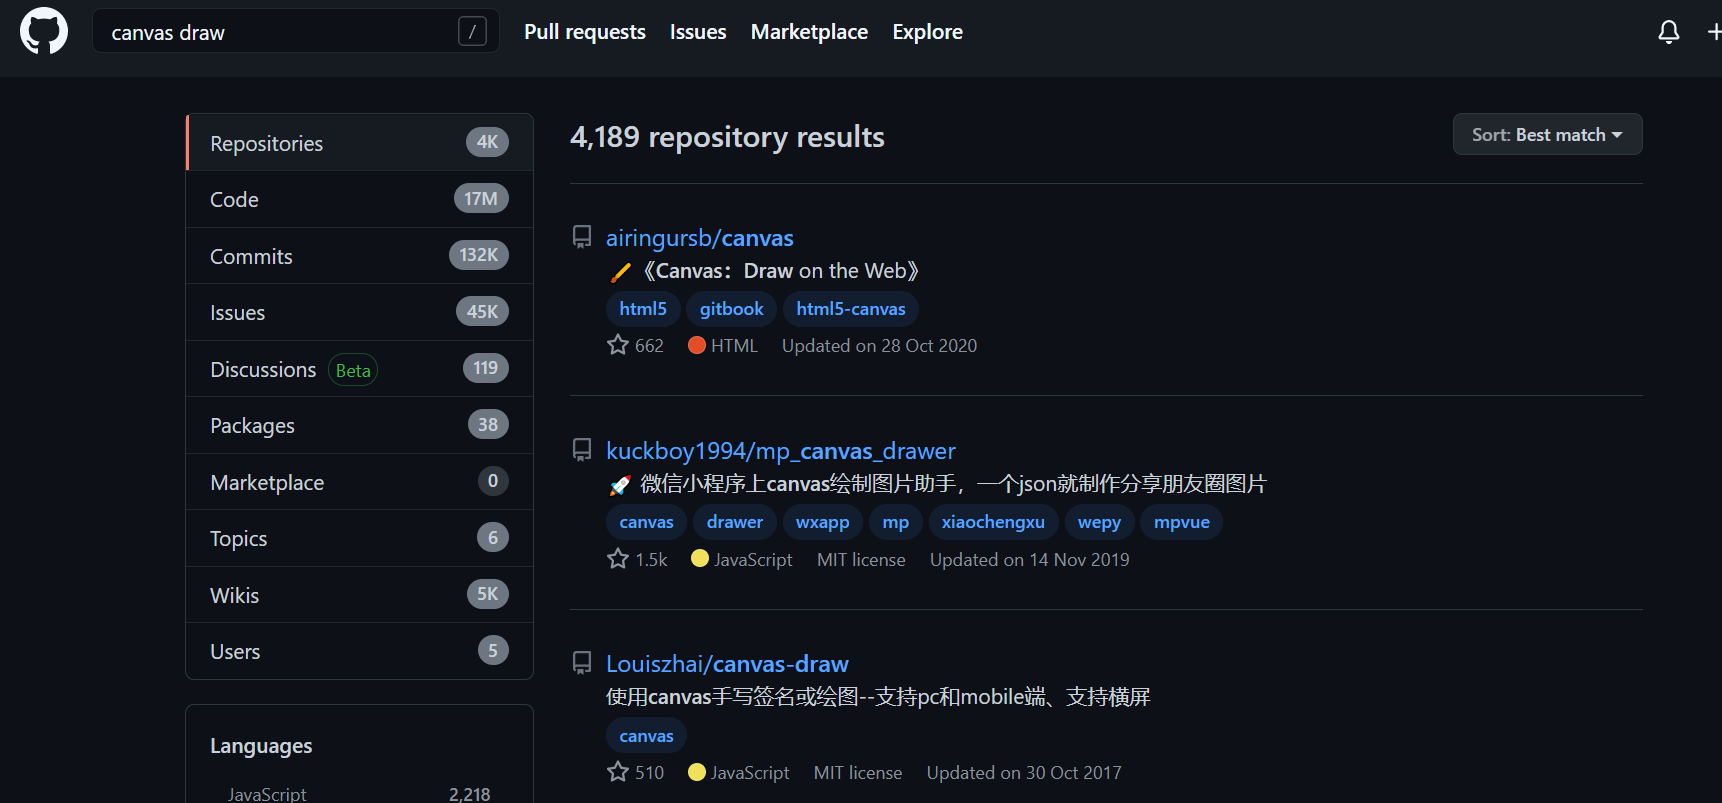 canvas draw / Pull requests Issues Marketplace Explore
Repositories 4K
Code 17M
Commits 132K
Issues 45K
Discussions Beta 119
Packages 38
Marketplace 0
Topics 6
Wikis 5K
Users 5
Languages
JavaScript 2,218
4,189 repository results
Sort: Best match
airingursb/canvas
《Canvas：Draw on the Web》
html5 gitbook html5-canvas
662 HTML Updated on 28 Oct 2020
kuckboy1994/mp_canvas_drawer
微信小程序上canvas绘制图片助手，一个json就制作分享朋友圈图片
canvas drawer wxapp mp xiaochengxu wepy mpvue
1.5k JavaScript MIT license Updated on 14 Nov 2019
Louiszhai/canvas-draw
使用canvas手写签名或绘图--支持pc和mobile端、支持横屏
canvas
510 JavaScript MIT license Updated on 30 Oct 2017